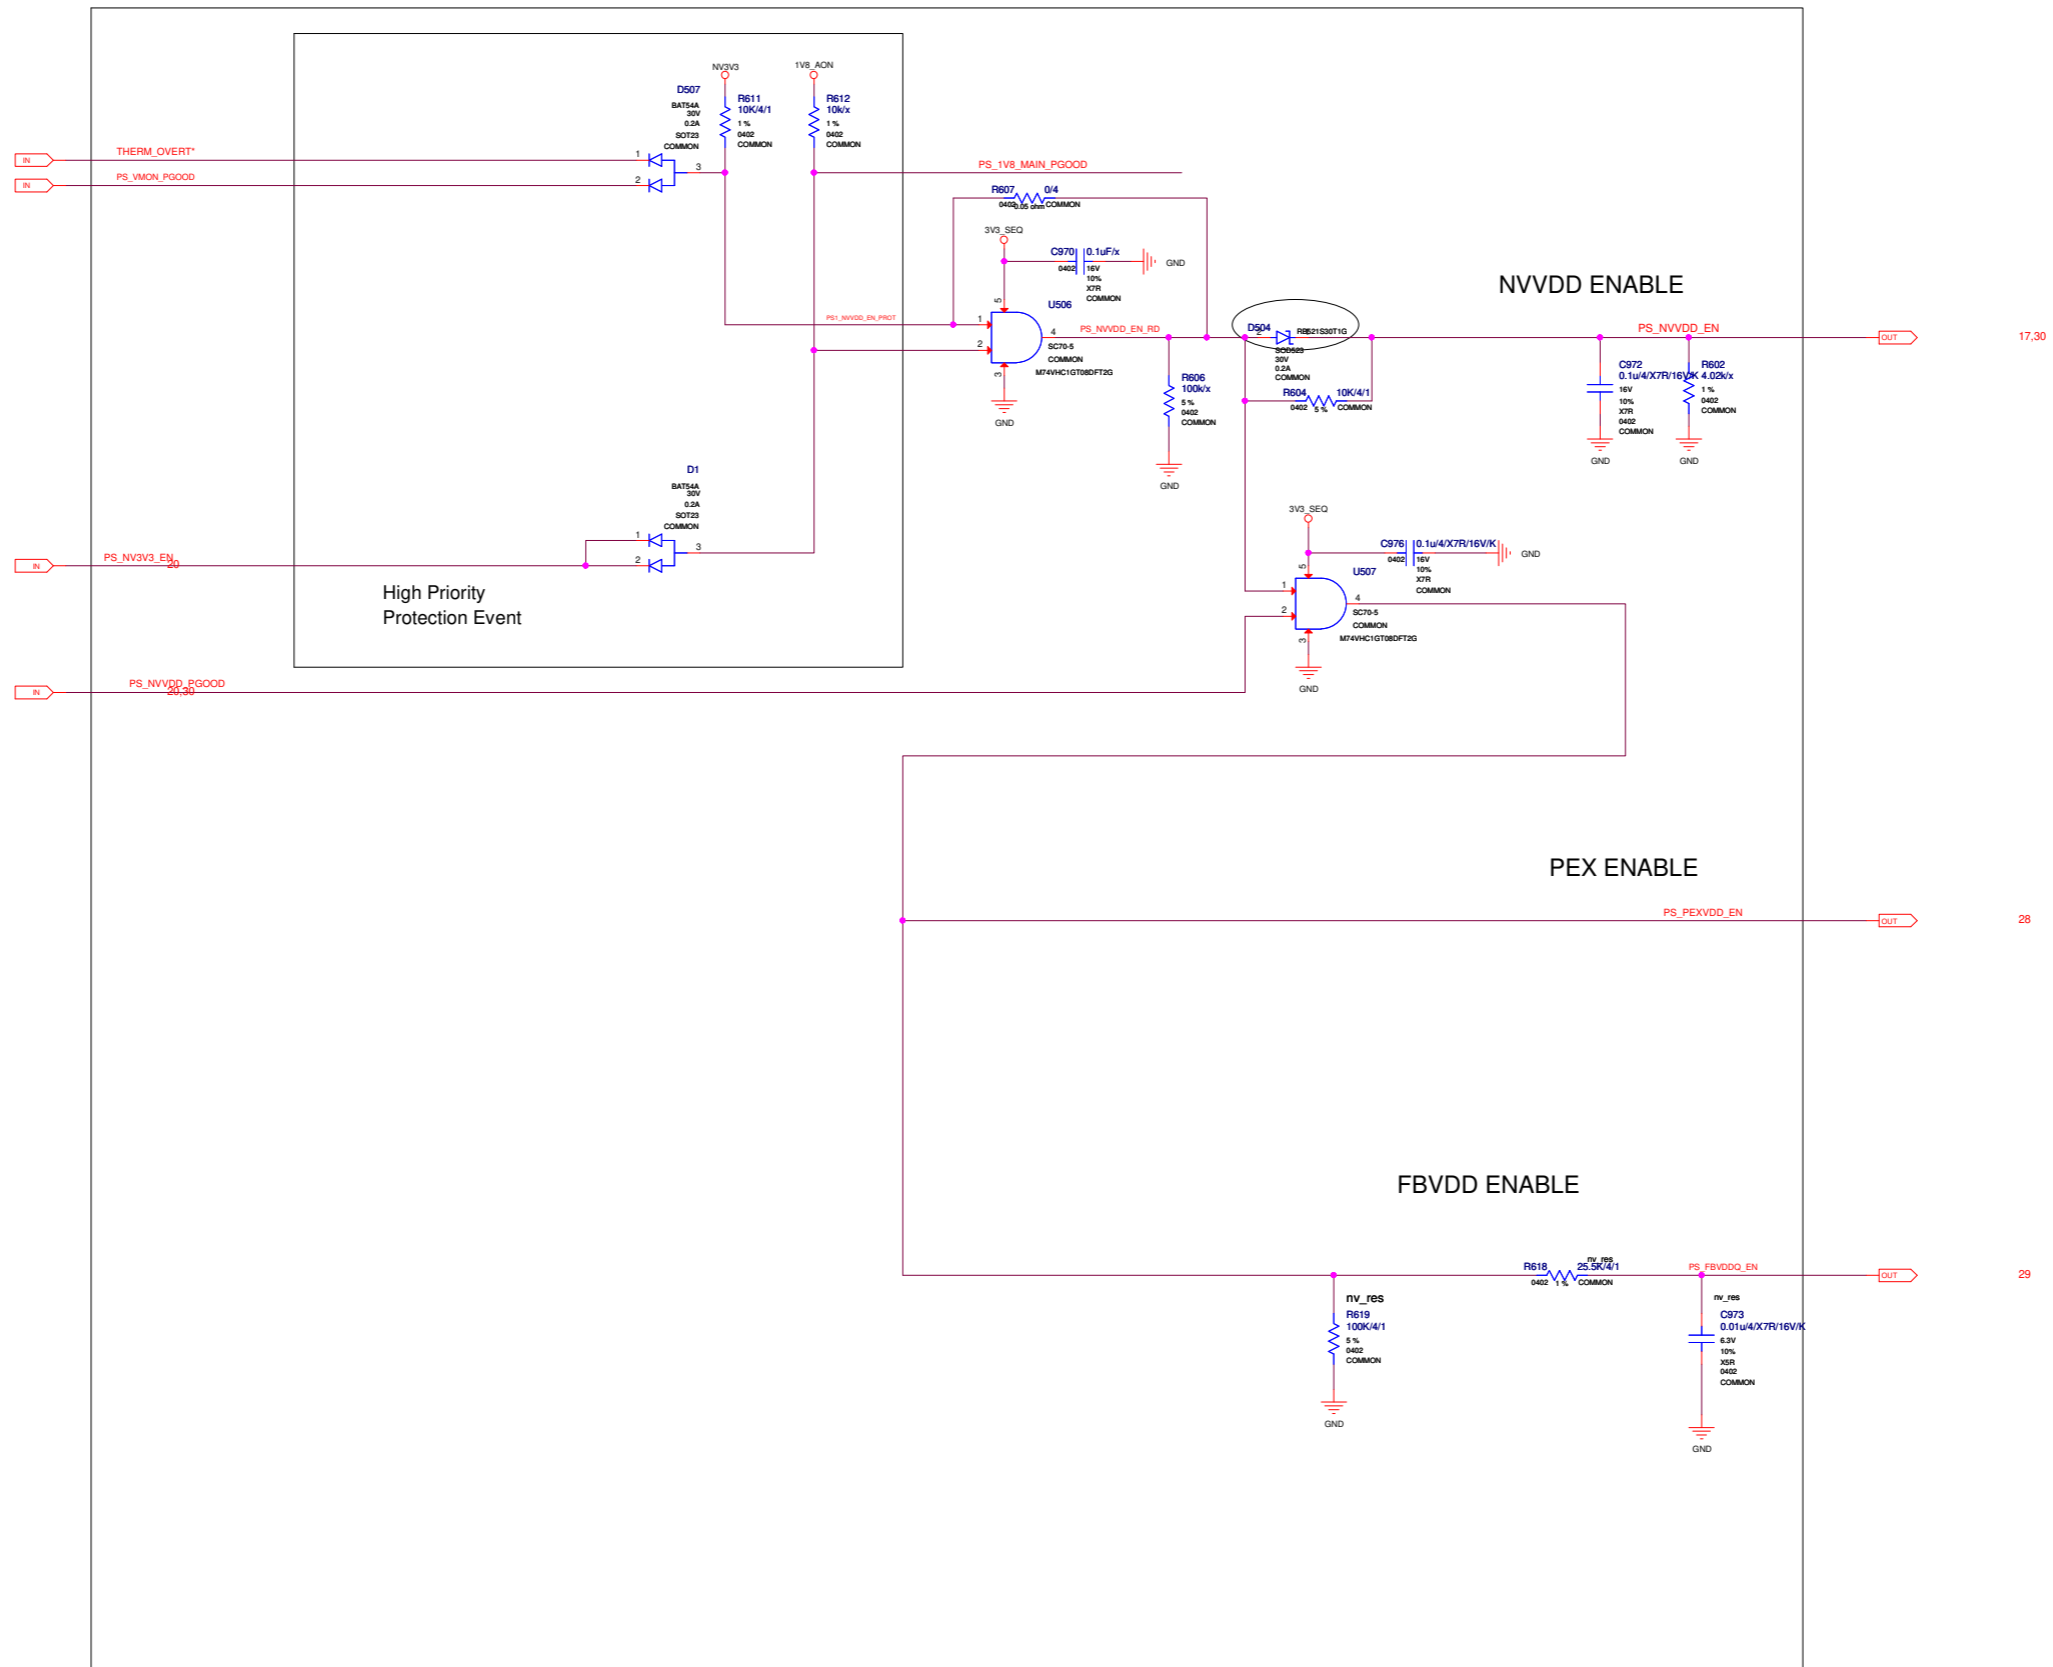 NV3V3
1V8_AON
D507
BAT54A
30V
0.2A
SOT23
COMMON
R611
10K/4/1
1 %
0402
COMMON
R612
10k/x
1 %
0402
COMMON
IN
THERM_OVERT*
1
3
IN
PS_VMON_PGOOD
2
PS_1V8_MAIN_PGOOD
R607
0/4
0402
0.05 ohm
COMMON
3V3_SEQ
C970
0.1uF/x
0402
16V
10%
X7R
COMMON
GND
NVVDD ENABLE
U506
5
PS1_NVVDD_EN_PROT
1
2
3
4
SC70-5
COMMON
M74VHC1GT08DFT2G
GND
PS_NVVDD_EN_RD
D504
2
RB521S30T1G
SOD523
30V
0.2A
COMMON
PS_NVVDD_EN
OUT
17,30
R606
100k/x
5 %
0402
COMMON
GND
R604
10K/4/1
0402
5 %
COMMON
C972
0.1u/4/X7R/16V/K
16V
10%
X7R
0402
COMMON
GND
R602
4.02k/x
1 %
0402
COMMON
GND
D1
BAT54A
30V
0.2A
SOT23
COMMON
1
3
IN
PS_NV3V3_EN
20
2
High Priority
Protection Event
3V3_SEQ
C976
0.1u/4/X7R/16V/K
0402
16V
10%
X7R
COMMON
GND
U507
5
1
2
3
4
SC70-5
COMMON
M74VHC1GT08DFT2G
GND
IN
PS_NVVDD_PGOOD
20,30
PEX ENABLE
PS_PEXVDD_EN
OUT
28
FBVDD ENABLE
nv_res
R618
25.5K/4/1
0402
1 %
COMMON
PS_FBVDDQ_EN
OUT
29
nv_res
R619
100K/4/1
5 %
0402
COMMON
GND
nv_res
C973
0.01u/4/X7R/16V/K
6.3V
10%
X5R
0402
COMMON
GND